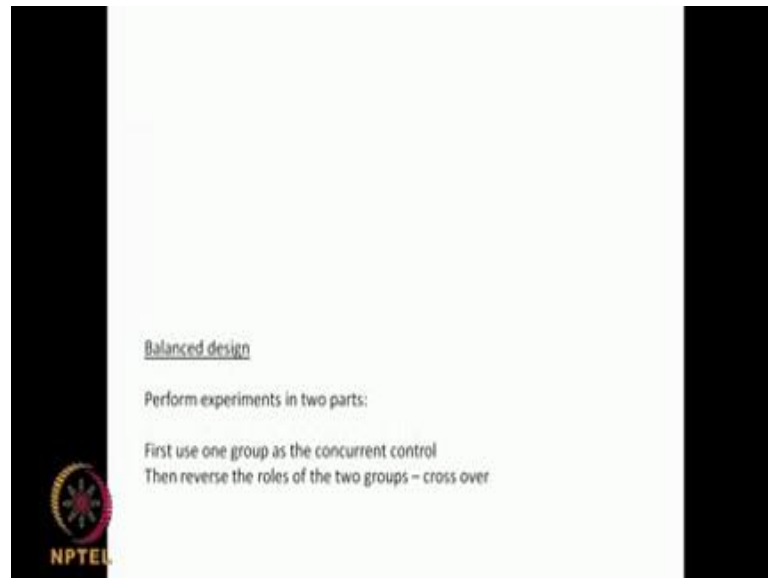 Balanced design
Perform experiments in two parts:
First use one group as the concurrent control
Then reverse the roles of the two groups – cross over
NPTEL